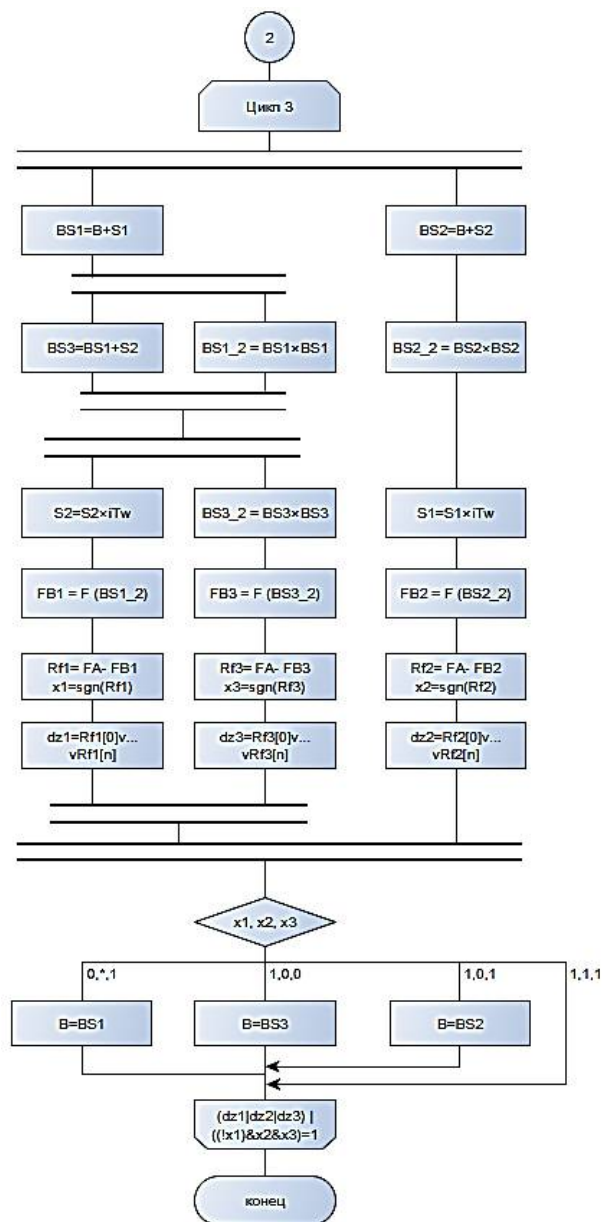 2
Цикл 3
BS1=B+S1
BS2=B+S2
BS3=BS1+S2
BS1_2 = BS1×BS1
BS2_2 = BS2×BS2
S2=S2×iTw
BS3_2 = BS3×BS3
S1=S1×iTw
FB1 = F (BS1_2)
FB3 = F (BS3_2)
FB2 = F (BS2_2)
Rf1= FA- FB1
x1=sgn(Rf1)
Rf3= FA- FB3
x3=sgn(Rf3)
Rf2= FA- FB2
x2=sgn(Rf2)
dz1=Rf1[0]v...
vRf1[n]
dz3=Rf3[0]v...
vRf3[n]
dz2=Rf2[0]v...
vRf2[n]
x1, x2, x3
0,*,1
1,0,0
1,0,1
1,1,1
B=BS1
B=BS3
B=BS2
(dz1|dz2|dz3) |
((!x1)&x2&x3)=1
конец